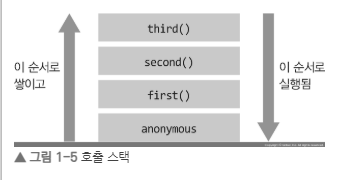 third()
second()
이 순서로
쌓이고
이 순서로
실행됨
first()
anonymous
▲ 그림 1-5 호출 스택